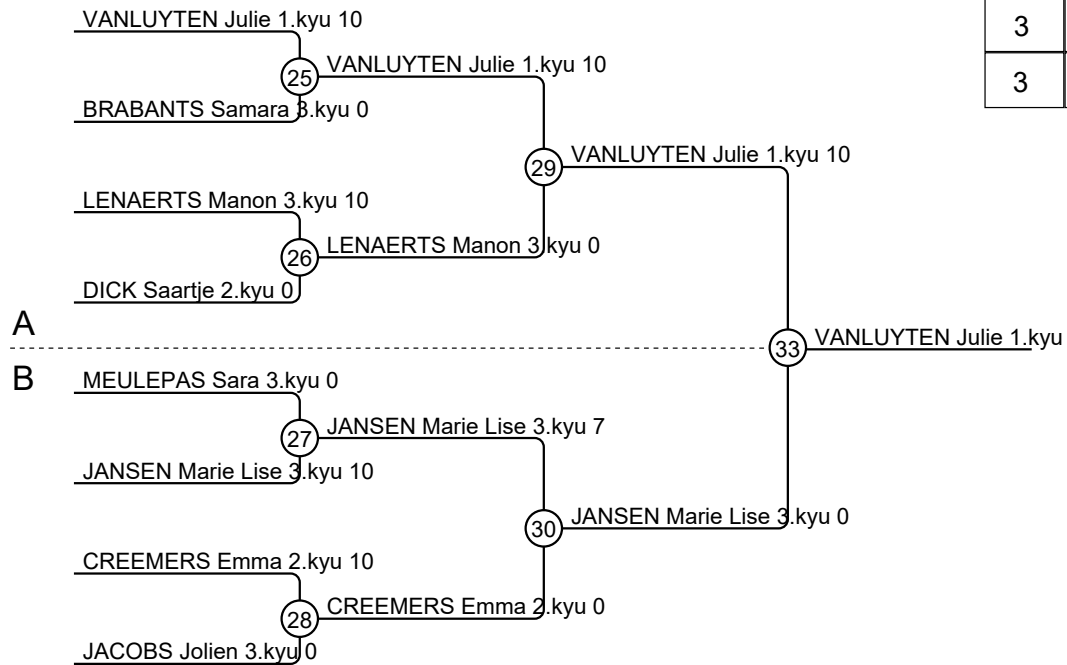 VANLUYTEN Julie 1.kyu 10
3
25
VANLUYTEN Julie 1.kyu 10
3
BRABANTS Samara 3.kyu 0
29
VANLUYTEN Julie 1.kyu 10
LENAERTS Manon 3.kyu 10
26
LENAERTS Manon 3.kyu 0
DICK Saartje 2.kyu 0
A
33
VANLUYTEN Julie 1.kyu
B
MEULEPAS Sara 3.kyu 0
27
JANSEN Marie Lise 3.kyu 7
JANSEN Marie Lise 3.kyu 10
30
JANSEN Marie Lise 3.kyu 0
CREEMERS Emma 2.kyu 10
28
CREEMERS Emma 2.kyu 0
JACOBS Jolien 3.kyu 0